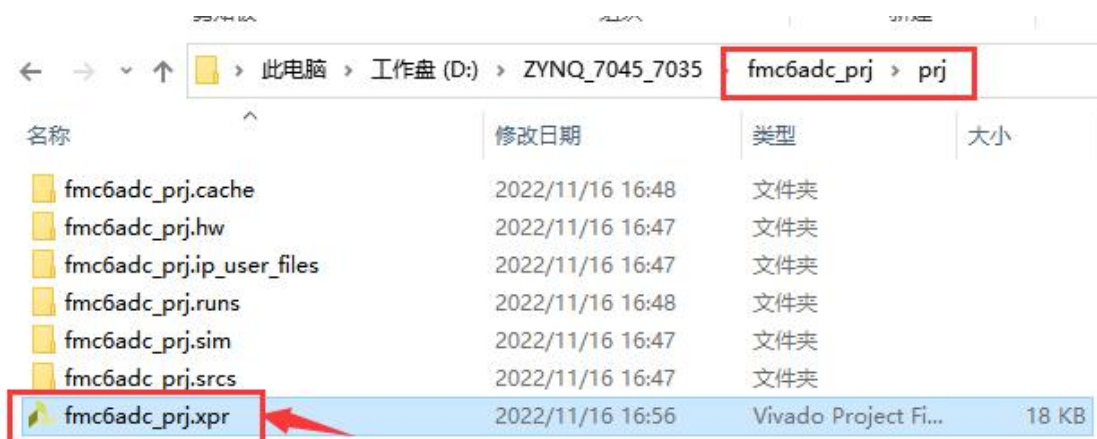 此电脑 > 工作盘 (D:) > ZYNQ_7045_7035 > fmc6adc_prj > prj
名称 修改日期 类型 大小
fmc6adc_prj.cache 2022/11/16 16:48 文件夹
fmc6adc_prj.hw 2022/11/16 16:47 文件夹
fmc6adc_prj.ip_user_files 2022/11/16 16:47 文件夹
fmc6adc_prj.runs 2022/11/16 16:48 文件夹
fmc6adc_prj.sim 2022/11/16 16:47 文件夹
fmc6adc_prj.srcs 2022/11/16 16:47 文件夹
fmc6adc_prj.xpr 2022/11/16 16:56 Vivado Project Fi... 18 KB